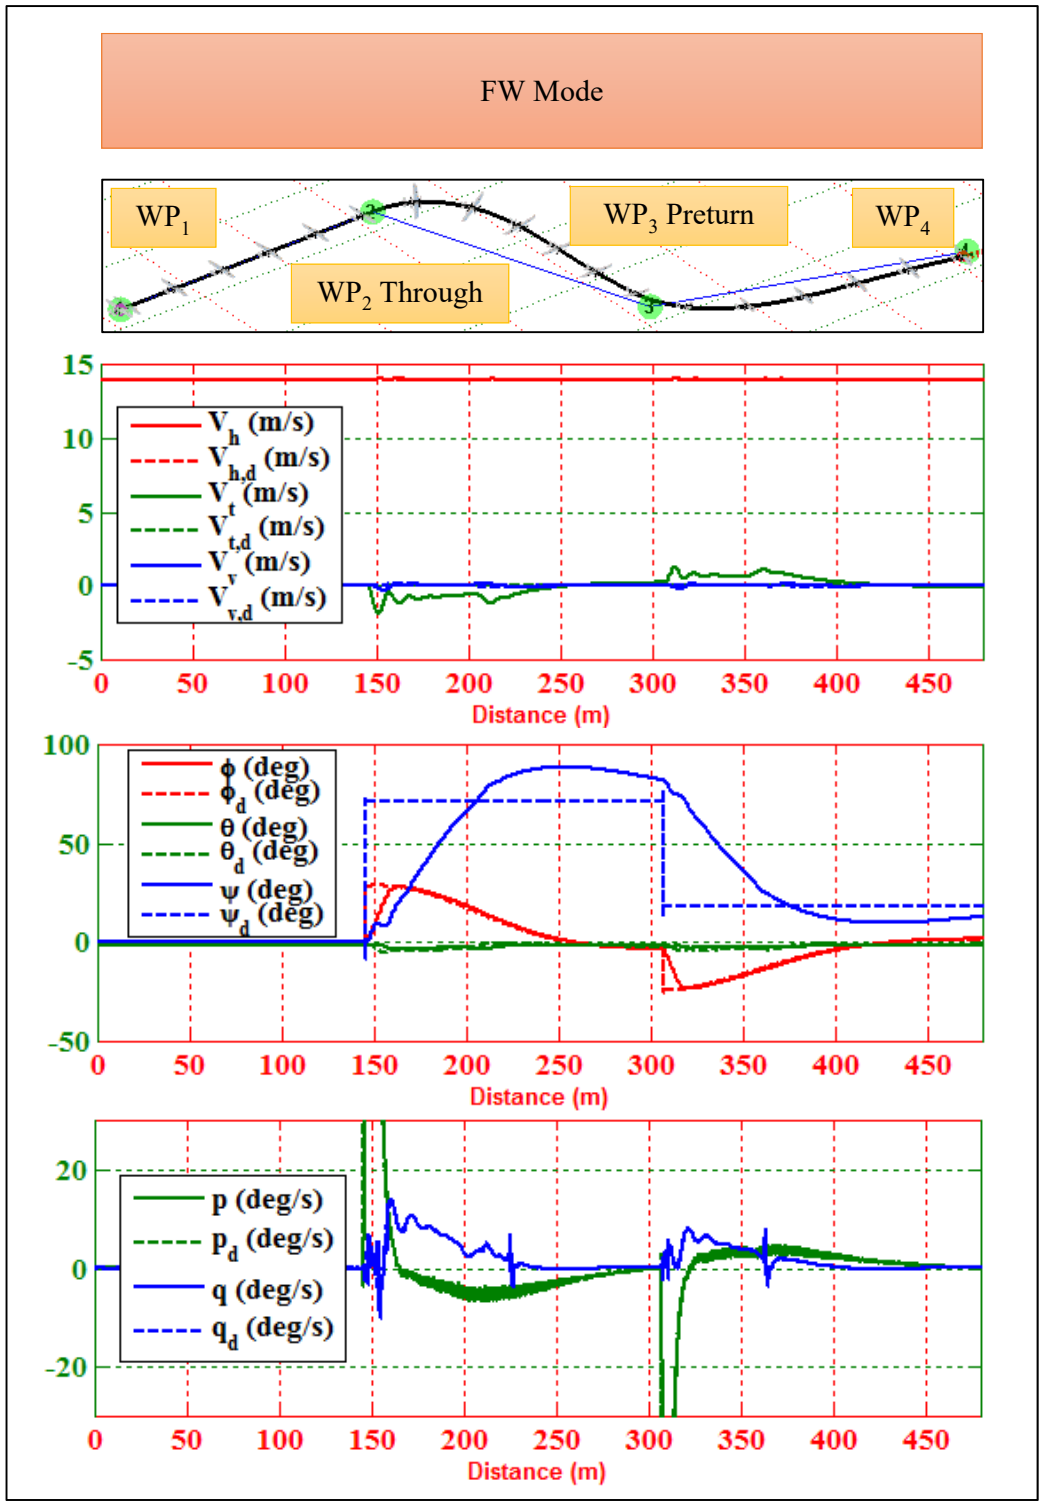 FW Mode
WP1
WP2 Through
WP3 Preturn
WP4
2
3
4
15
10
5
0
-5
Vh (m/s)
Vh,d (m/s)
Vt (m/s)
Vt,d (m/s)
Vv (m/s)
Vv,d (m/s)
0 50 100 150 200 250 300 350 400 450
Distance (m)
100
50
0
-50
ϕ (deg)
ϕd (deg)
θ (deg)
θd (deg)
ψ (deg)
ψd (deg)
0 50 100 150 200 250 300 350 400 450
Distance (m)
20
0
-20
p (deg/s)
pd (deg/s)
q (deg/s)
qd (deg/s)
0 50 100 150 200 250 300 350 400 450
Distance (m)